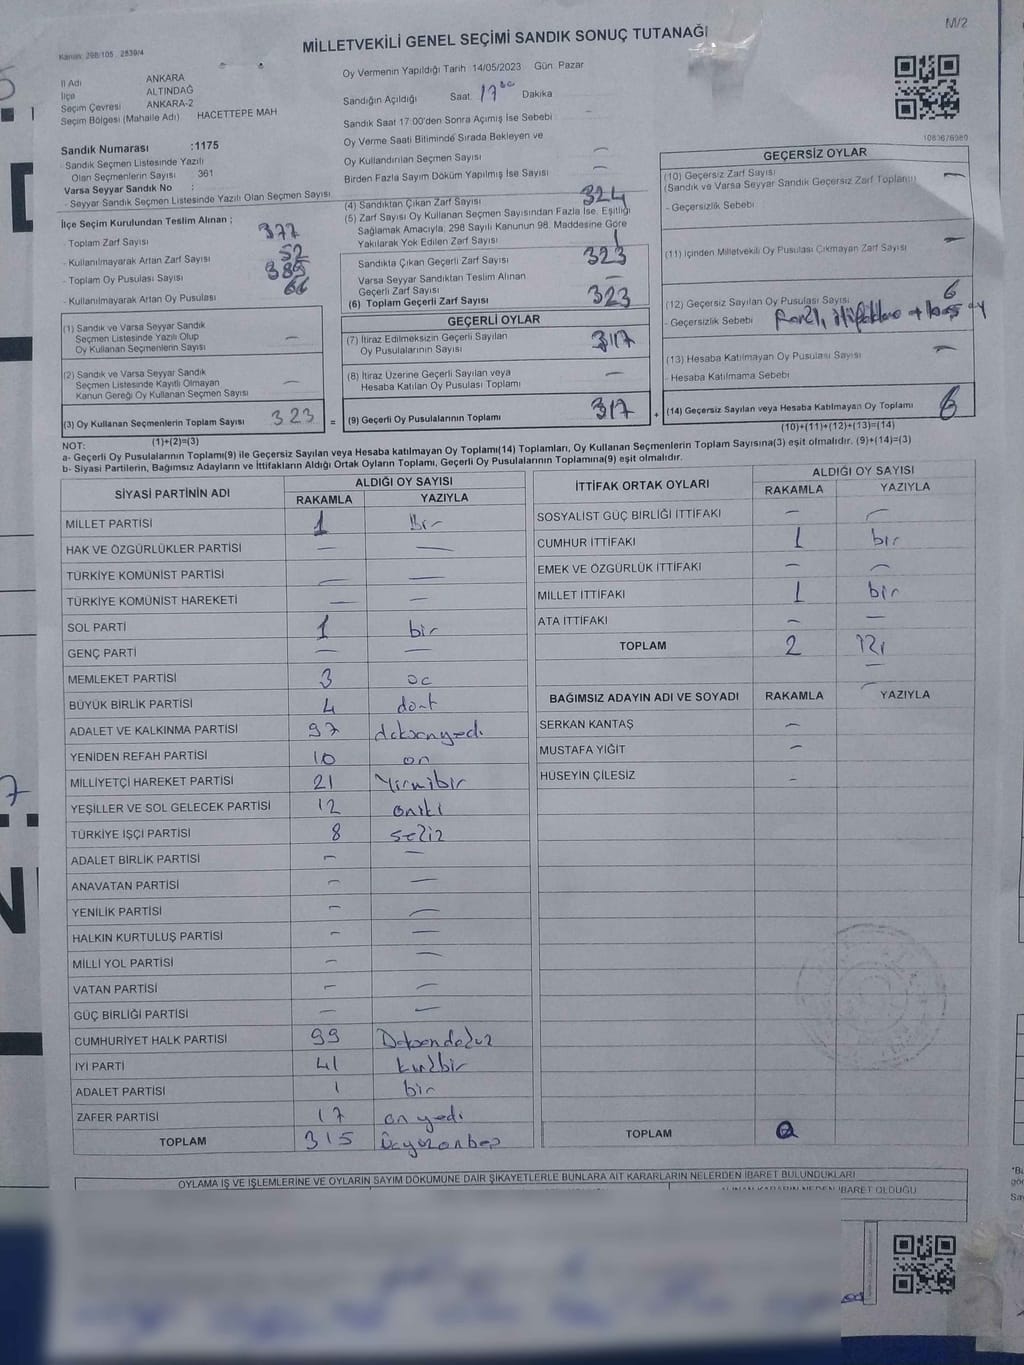 M/2
Kanun: 298/105 , 2839/4
MİLLETVEKİLİ GENEL SEÇİMİ SANDIK SONUÇ TUTANAĞI
İl Adı ANKARA
İlçe ALTINDAĞ
Seçim Çevresi ANKARA-2
Seçim Bölgesi (Mahalle Adı) HACETTEPE MAH
Sandık Numarası :1175
- Sandık Seçmen Listesinde Yazılı
Olan Seçmenlerin Sayısı 361
Varsa Seyyar Sandık No :
- Seyyar Sandık Seçmen Listesinde Yazılı Olan Seçmen Sayısı
İlçe Seçim Kurulundan Teslim Alınan ;
- Toplam Zarf Sayısı 377
- Kullanılmayarak Artan Zarf Sayısı 52
- Toplam Oy Pusulası Sayısı 385
- Kullanılmayarak Artan Oy Pusulası 66
(1) Sandık ve Varsa Seyyar Sandık
Seçmen Listesinde Yazılı Olup
Oy Kullanan Seçmenlerin Sayısı —
(2) Sandık ve Varsa Seyyar Sandık
Seçmen Listesinde Kayıtlı Olmayan
Kanun Gereği Oy Kullanan Seçmen Sayısı —
(3) Oy Kullanan Seçmenlerin Toplam Sayısı 323
(1)+(2)=(3)
Oy Vermenin Yapıldığı Tarih 14/05/2023 Gün Pazar
Sandığın Açıldığı Saat 17⁰⁰ Dakika
Sandık Saat 17:00'den Sonra Açımış İse Sebebi —
Oy Verme Saati Bitiminde Sırada Bekleyen ve
Oy Kullandırılan Seçmen Sayısı —
Birden Fazla Sayım Döküm Yapılmış İse Sayısı —
(4) Sandıktan Çıkan Zarf Sayısı 324
(5) Zarf Sayısı Oy Kullanan Seçmen Sayısından Fazla İse, Eşitliği
Sağlamak Amacıyla; 298 Sayılı Kanunun 98. Maddesine Göre
Yakılarak Yok Edilen Zarf Sayısı 1
Sandıkta Çıkan Geçerli Zarf Sayısı 323
Varsa Seyyar Sandıktan Teslim Alınan
Geçerli Zarf Sayısı —
(6) Toplam Geçerli Zarf Sayısı 323
GEÇERLİ OYLAR
(7) İtiraz Edilmeksizin Geçerli Sayılan
Oy Pusulalarının Sayısı 317
(8) İtiraz Üzerine Geçerli Sayılan veya
Hesaba Katılan Oy Pusulası Toplamı —
= (9) Geçerli Oy Pusulalarının Toplamı 317
1083676980
GEÇERSİZ OYLAR
(10) Geçersiz Zarf Sayısı —
(Sandık ve Varsa Seyyar Sandık Geçersiz Zarf Toplamı)
- Geçersizlik Sebebi
(11) İçinden Milletvekili Oy Pusulası Çıkmayan Zarf Sayısı —
(12) Geçersiz Sayılan Oy Pusulası Sayısı 6
- Geçersizlik Sebebi
(13) Hesaba Katılmayan Oy Pusulası Sayısı —
- Hesaba Katılmama Sebebi
+ (14) Geçersiz Sayılan veya Hesaba Katılmayan Oy Toplamı 6
(10)+(11)+(12)+(13)=(14)
NOT:
a- Geçerli Oy Pusulalarının Toplamı(9) ile Geçersiz Sayılan veya Hesaba katılmayan Oy Toplamı(14) Toplamları, Oy Kullanan Seçmenlerin Toplam Sayısına(3) eşit olmalıdır. (9)+(14)=(3)
b- Siyasi Partilerin, Bağımsız Adayların ve İttifakların Aldığı Ortak Oyların Toplamı, Geçerli Oy Pusulalarının Toplamına(9) eşit olmalıdır.
SİYASİ PARTİNİN ADI ALDIĞI OY SAYISI
RAKAMLA YAZIYLA
MİLLET PARTİSİ 1 Bir
HAK VE ÖZGÜRLÜKLER PARTİSİ — —
TÜRKİYE KOMÜNİST PARTİSİ — —
TÜRKİYE KOMÜNİST HAREKETİ — —
SOL PARTİ 1 bir
GENÇ PARTİ — —
MEMLEKET PARTİSİ 3 üç
BÜYÜK BİRLİK PARTİSİ 4 dört
ADALET VE KALKINMA PARTİSİ 97 doksanyedi
YENİDEN REFAH PARTİSİ 10 on
MİLLİYETÇİ HAREKET PARTİSİ 21 Yirmibir
YEŞİLLER VE SOL GELECEK PARTİSİ 12 oniki
TÜRKİYE İŞÇİ PARTİSİ 8 sekiz
ADALET BİRLİK PARTİSİ — —
ANAVATAN PARTİSİ — —
YENİLİK PARTİSİ — —
HALKIN KURTULUŞ PARTİSİ — —
MİLLİ YOL PARTİSİ — —
VATAN PARTİSİ — —
GÜÇ BİRLİĞİ PARTİSİ — —
CUMHURİYET HALK PARTİSİ 99 Doksandokuz
İYİ PARTİ 41 kırkbir
ADALET PARTİSİ 1 bir
ZAFER PARTİSİ 17 on yedi
TOPLAM 315 Üçyüzonbeş
İTTİFAK ORTAK OYLARI ALDIĞI OY SAYISI
RAKAMLA YAZIYLA
SOSYALİST GÜÇ BİRLİĞİ İTTİFAKI — —
CUMHUR İTTİFAKI 1 bir
EMEK VE ÖZGÜRLÜK İTTİFAKI — —
MİLLET İTTİFAKI 1 bir
ATA İTTİFAKI — —
TOPLAM 2 iki
BAĞIMSIZ ADAYIN ADI VE SOYADI RAKAMLA YAZIYLA
SERKAN KANTAŞ —
MUSTAFA YİĞİT —
HÜSEYİN ÇİLESİZ —
TOPLAM
OYLAMA İŞ VE İŞLEMLERİNE VE OYLARIN SAYIM DÖKÜMÜNE DAİR ŞİKAYETLERLE BUNLARA AİT KARARLARIN NELERDEN İBARET BULUNDUKLARI